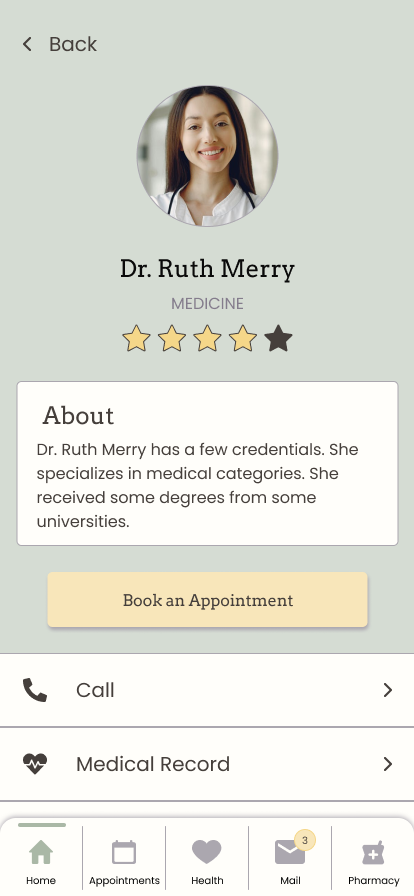 Back
Dr. Ruth Merry
MEDICINE
About
Dr. Ruth Merry has a few credentials. She
specializes in medical categories. She
received some degrees from some
universities.
Book an Appointment
Call
Medical Record
3
Home
Appointments
Health
Mail
Pharmacy